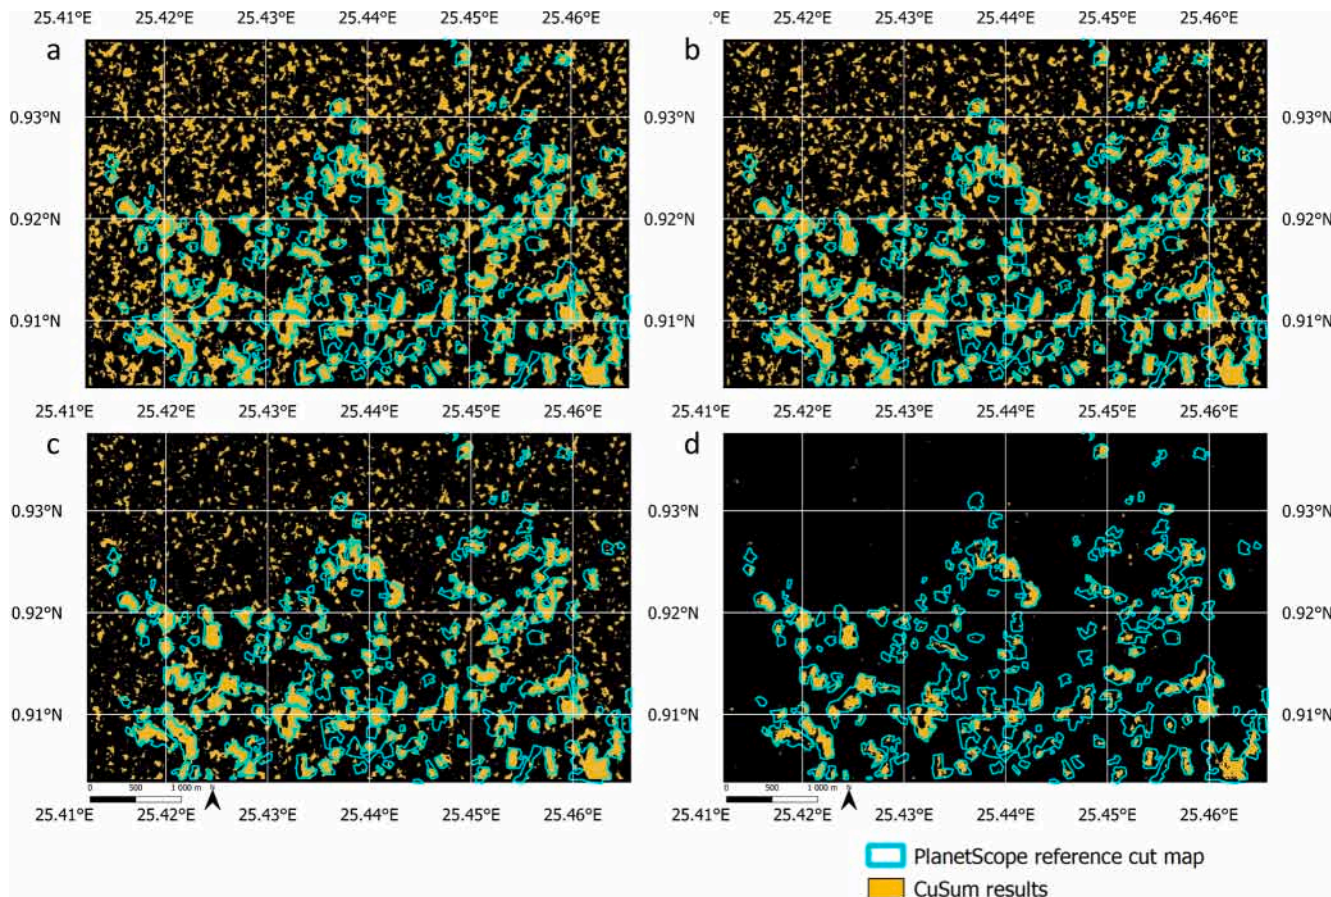 25.41°E 25.42°E 25.43°E 25.44°E 25.45°E 25.46°E 25.42°E 25.43°E 25.44°E 25.45°E 25.46°E
a b
0.93°N 0.93°N 0.93°N
0.92°N 0.92°N 0.92°N
0.91°N 0.91°N 0.91°N
25.41°E 25.42°E 25.43°E 25.44°E 25.45°E 25.46°E 25.41°E 25.42°E 25.43°E 25.44°E 25.45°E 25.46°E
c d
0.93°N 0.93°N 0.93°N
0.92°N 0.92°N 0.92°N
0.91°N 0.91°N 0.91°N
0 500 1 000 m N 0 500 1 000 m N
25.41°E 25.42°E 25.43°E 25.44°E 25.45°E 25.46°E 25.41°E 25.42°E 25.43°E 25.44°E 25.45°E 25.46°E
PlanetScope reference cut map
CuSum results